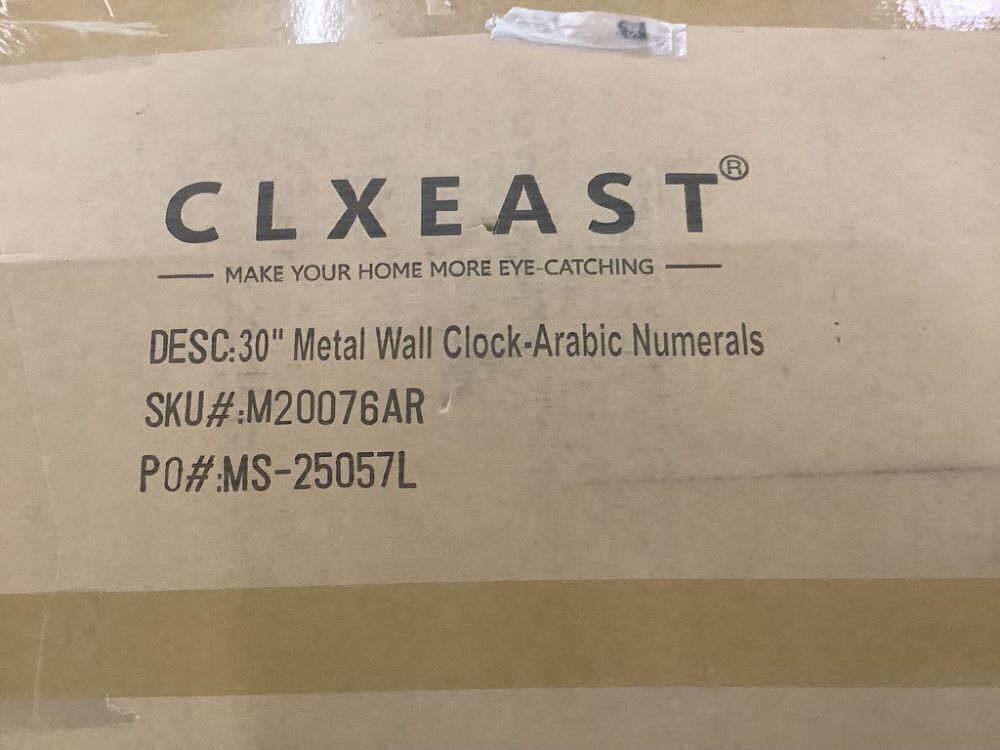 CLXEAST®
MAKE YOUR HOME MORE EYE-CATCHING
DESC:30" Metal Wall Clock-Arabic Numerals
SKU#:M20076AR
PO#:MS-25057L